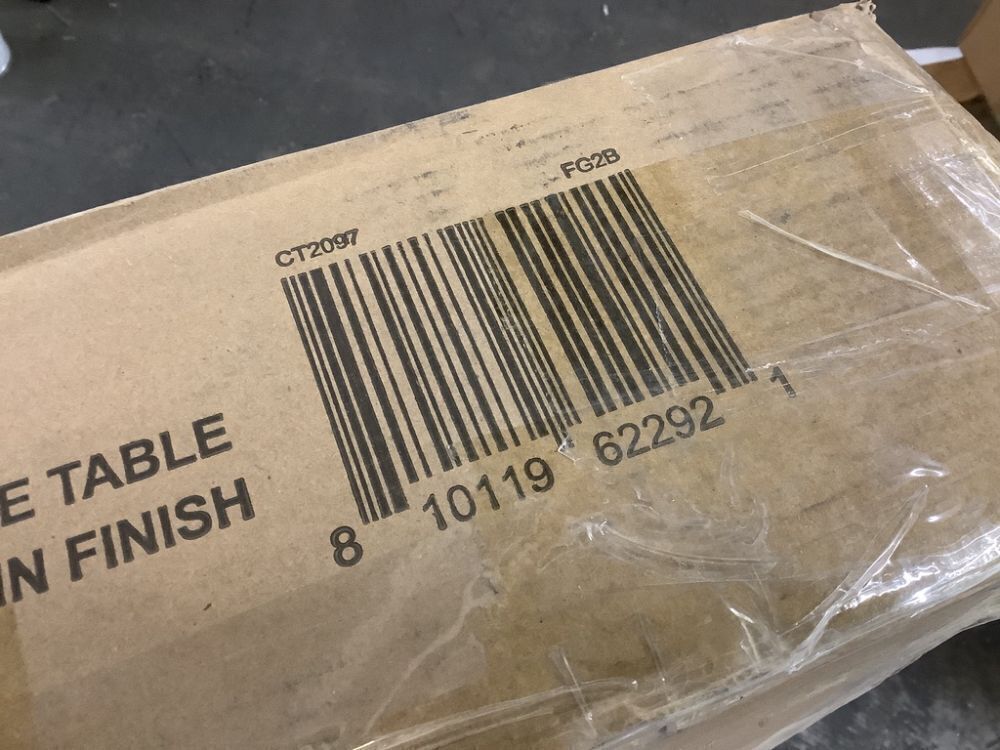 CT2097 FG2B
E TABLE
IN FINISH
8 10119 62292 1